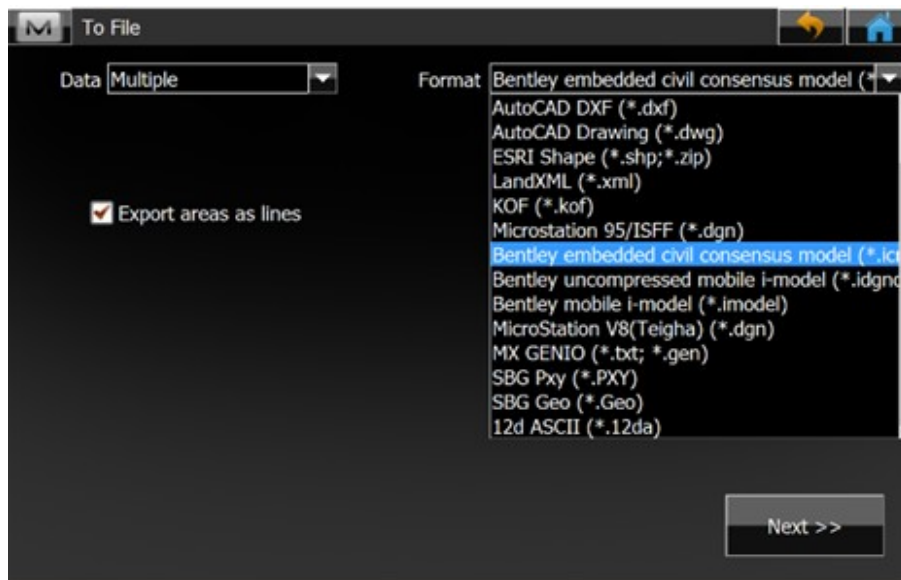 To File
Data Multiple Format Bentley embedded civil consensus model (*
AutoCAD DXF (*.dxf)
AutoCAD Drawing (*.dwg)
ESRI Shape (*.shp;*.zip)
LandXML (*.xml)
Export areas as lines
KOF (*.kof)
Microstation 95/ISFF (*.dgn)
Bentley embedded civil consensus model (*.ic
Bentley uncompressed mobile i-model (*.idgn
Bentley mobile i-model (*.imodel)
MicroStation V8(Teigha) (*.dgn)
MX GENIO (*.txt; *.gen)
SBG Pxy (*.PXY)
SBG Geo (*.Geo)
12d ASCII (*.12da)
Next >>